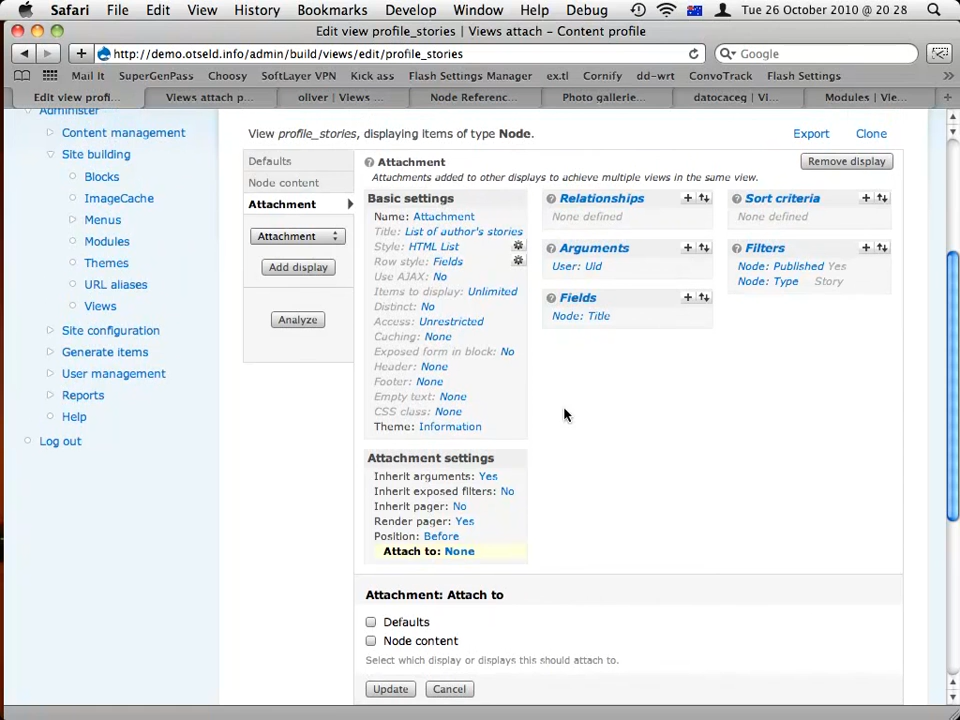 Safari File Edit View History Bookmarks Develop Window Help Debug Tue 26 October 2010 @ 20 28
Edit view profile_stories | Views attach – Content profile
http://demo.otseld.info/admin/build/views/edit/profile_stories
Google
Mail It SuperGenPass Choosy SoftLayer VPN Kick ass Flash Settings Manager ex.tl Cornify dd-wrt ConvoTrack Flash Settings
Edit view profi... Views attach p... oliver | Views ... Node Referenc... Photo gallerie... datocaceg | Vi... Modules | Vie...
Administer
Content management
Site building
Blocks
ImageCache
Menus
Modules
Themes
URL aliases
Views
Site configuration
Generate items
User management
Reports
Help
Log out
View profile_stories, displaying items of type Node.
Export Clone
Defaults
Node content
Attachment
Attachment
Add display
Analyze
Attachment
Remove display
Attachments added to other displays to achieve multiple views in the same view.
Basic settings
Name: Attachment
Title: List of author's stories
Style: HTML List
Row style: Fields
Use AJAX: No
Items to display: Unlimited
Distinct: No
Access: Unrestricted
Caching: None
Exposed form in block: No
Header: None
Footer: None
Empty text: None
CSS class: None
Theme: Information
Attachment settings
Inherit arguments: Yes
Inherit exposed filters: No
Inherit pager: No
Render pager: Yes
Position: Before
Attach to: None
Relationships
None defined
Arguments
User: Uid
Fields
Node: Title
Sort criteria
None defined
Filters
Node: Published Yes
Node: Type Story
Attachment: Attach to
Defaults
Node content
Select which display or displays this should attach to.
Update Cancel